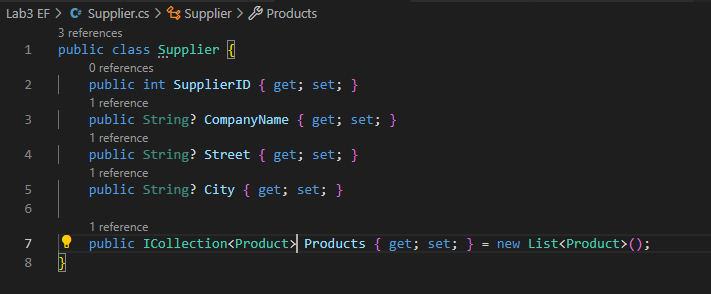 Lab3 EF > Supplier.cs > Supplier > Products
3 references
1 public class Supplier {
0 references
2 public int SupplierID { get; set; }
1 reference
3 public String? CompanyName { get; set; }
1 reference
4 public String? Street { get; set; }
1 reference
5 public String? City { get; set; }
6
1 reference
7 public ICollection<Product> Products { get; set; } = new List<Product>();
8 }